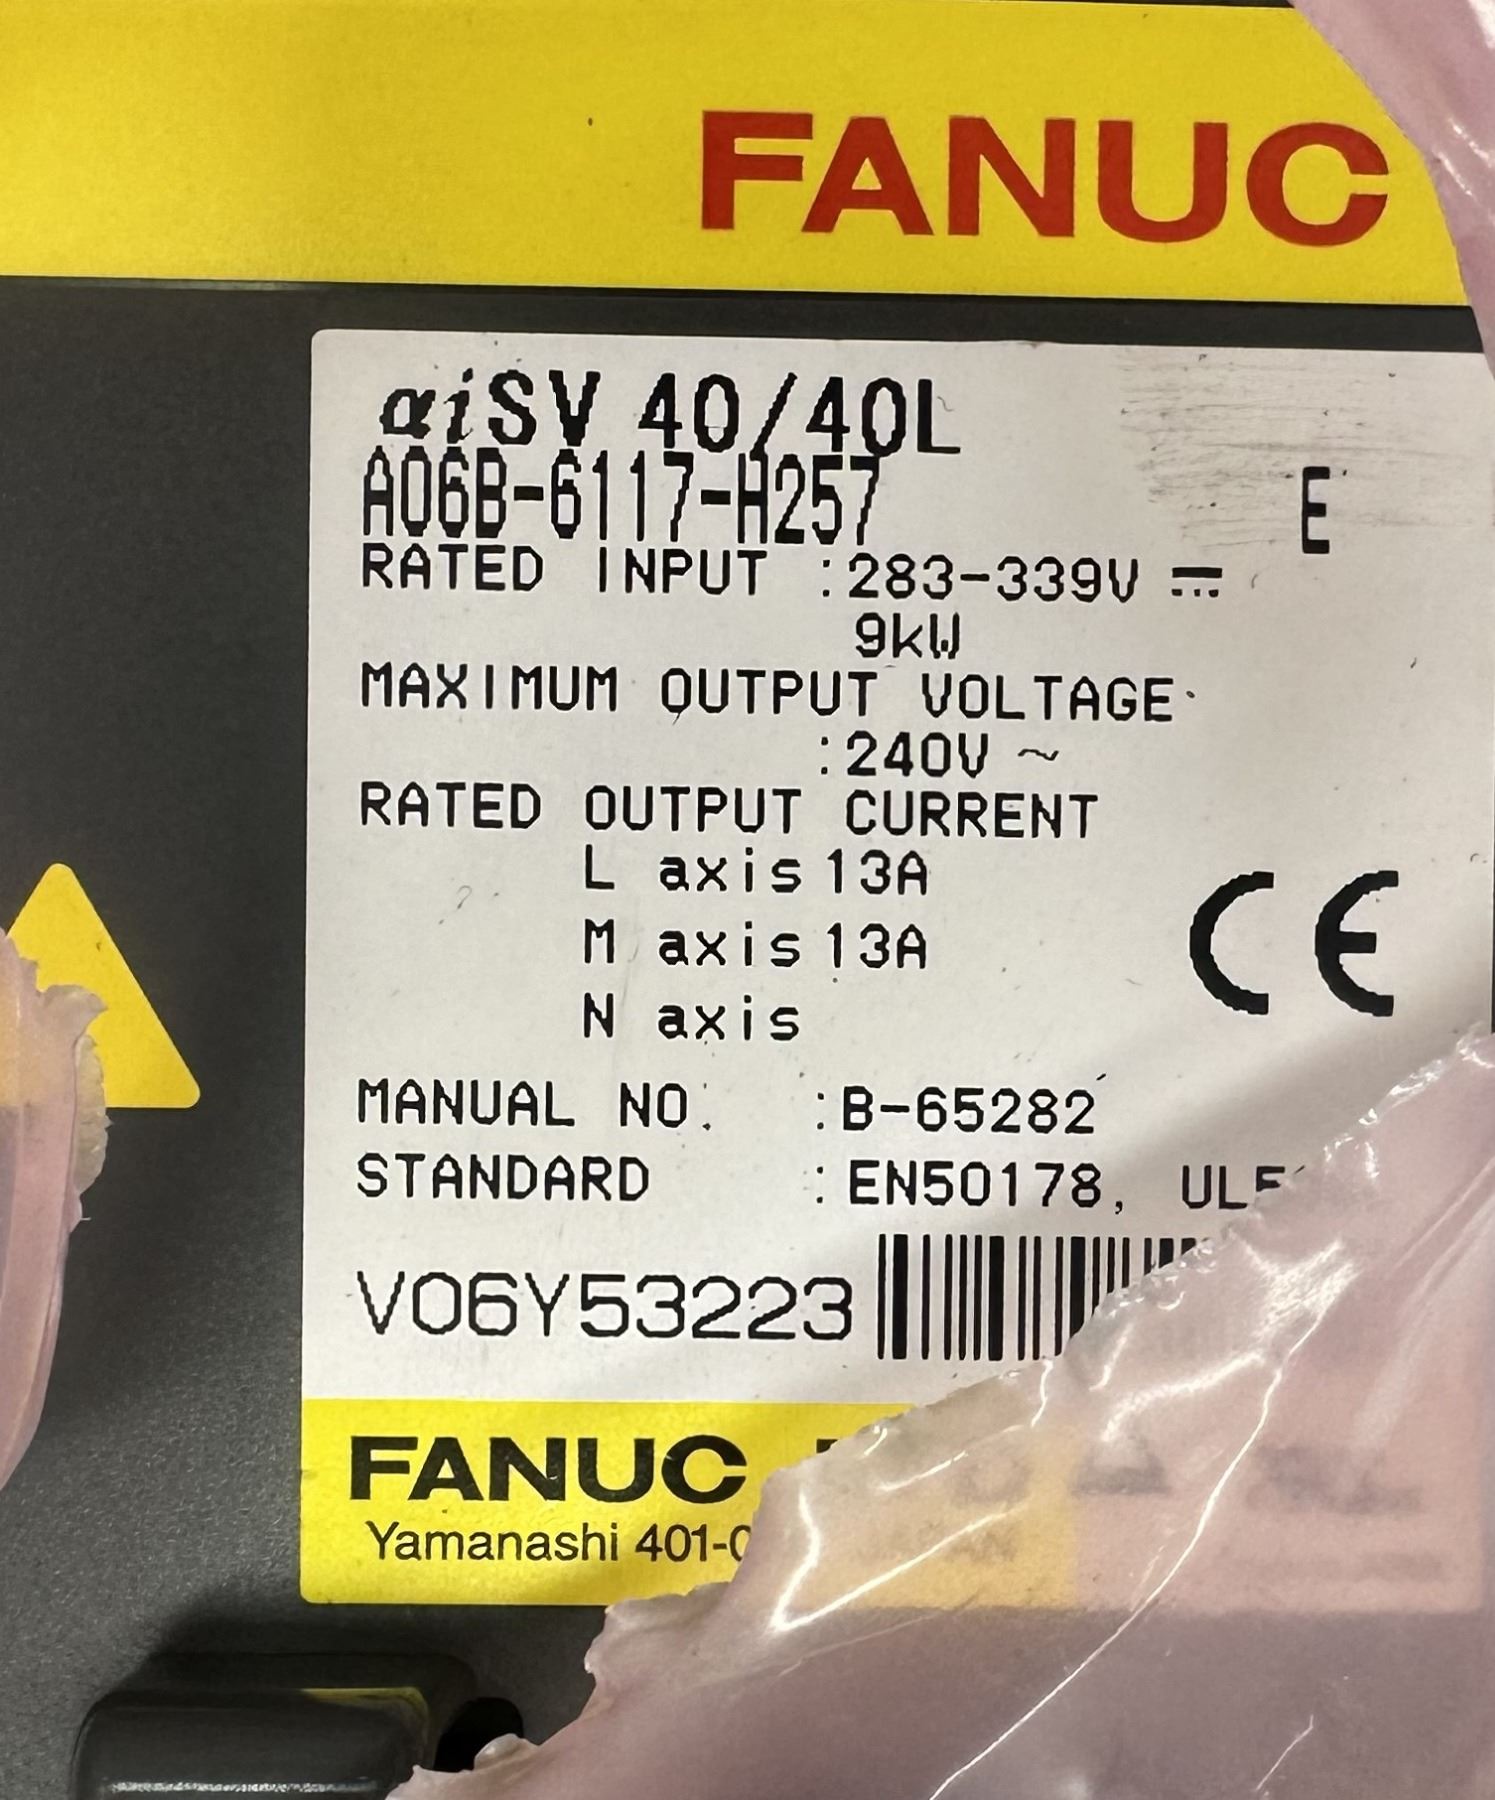 FANUC
αiSV 40/40L
A06B-6117-H257 E
RATED INPUT :283-339V ⎓
9kW
MAXIMUM OUTPUT VOLTAGE
:240V ~
RATED OUTPUT CURRENT
L axis 13A
M axis 13A
N axis
CE
MANUAL NO. :B-65282
STANDARD :EN50178,
V06Y53223
FANUC
Yamanashi